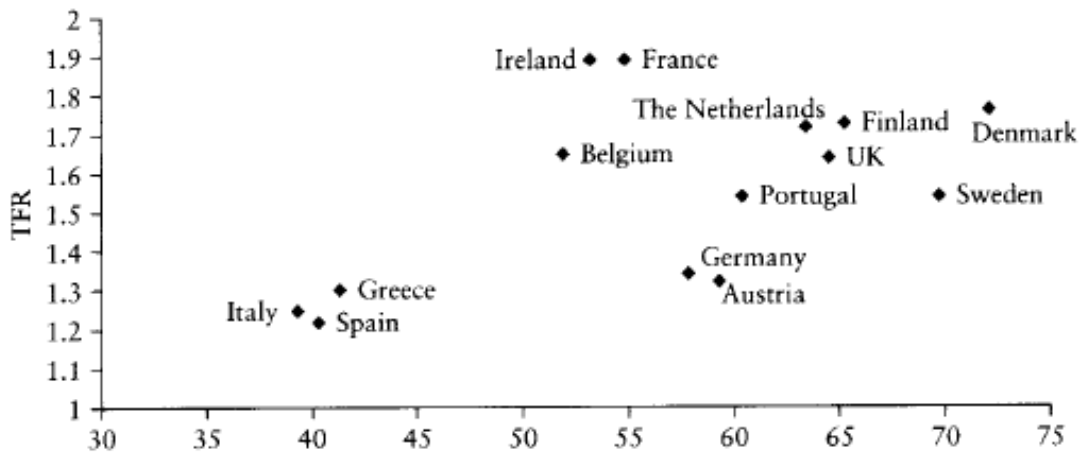 2
1.9
1.8
1.7
1.6
1.5
1.4
1.3
1.2
1.1
1
TFR
Ireland
France
The Netherlands
Finland
Denmark
Belgium
UK
Portugal
Sweden
Germany
Austria
Greece
Italy
Spain
30 35 40 45 50 55 60 65 70 75